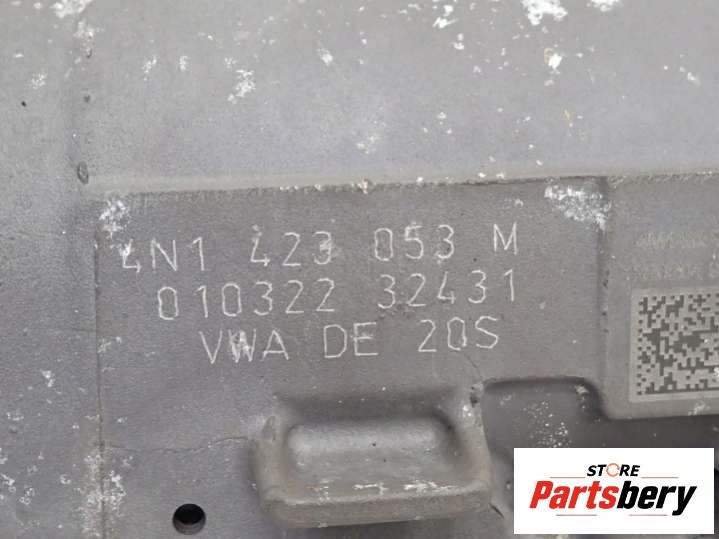 4N1 423 053 M
010322 32431
VWA DE 20S
STORE
Partsbery